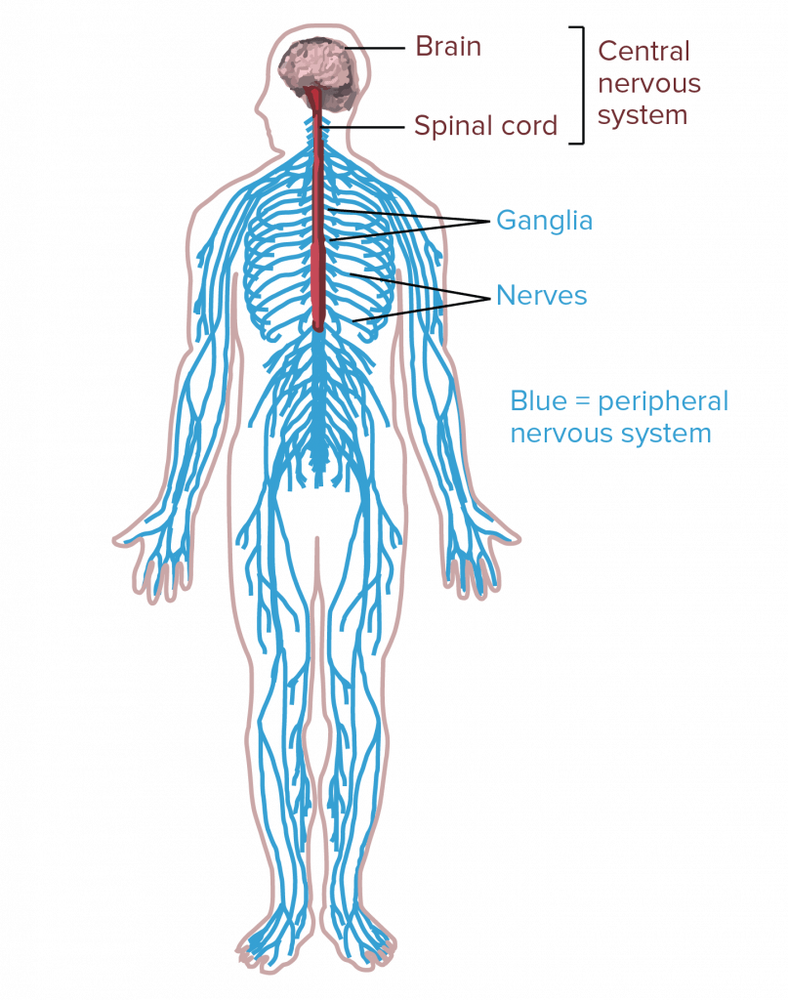 Brain
Spinal cord
Central
nervous
system
Ganglia
Nerves
Blue = peripheral
nervous system